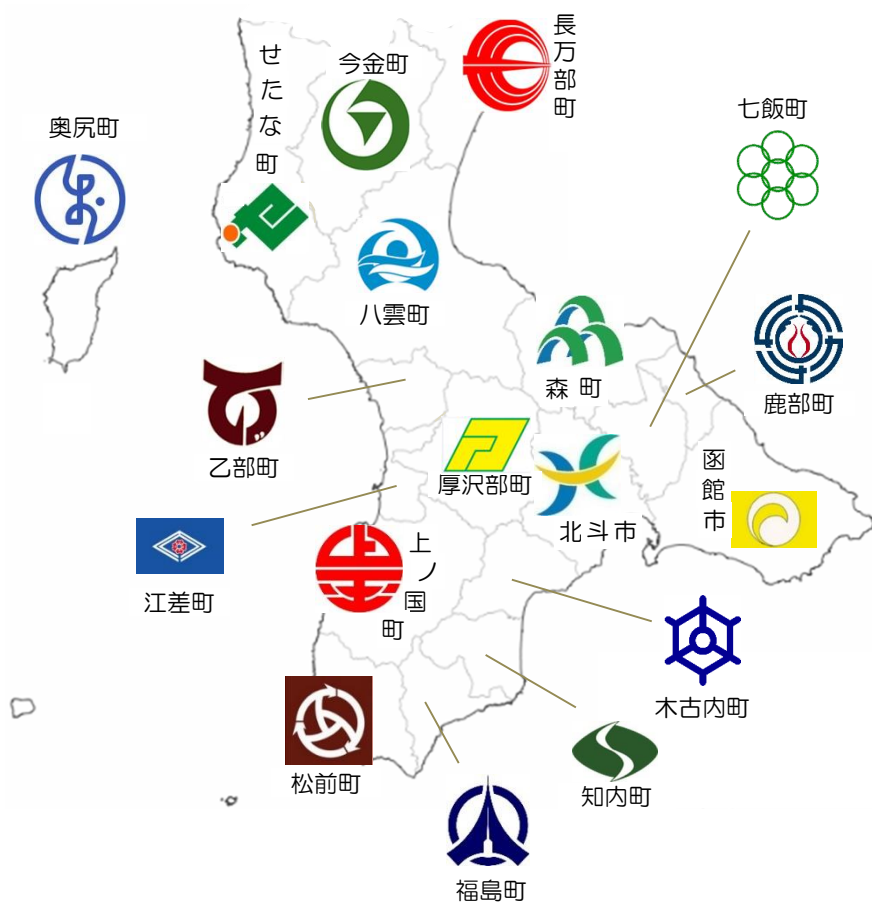 長万部町
今金町
せたな町
七飯町
奥尻町
八雲町
森町
鹿部町
乙部町
厚沢部町
函館市
北斗市
上ノ国町
江差町
木古内町
松前町
知内町
福島町